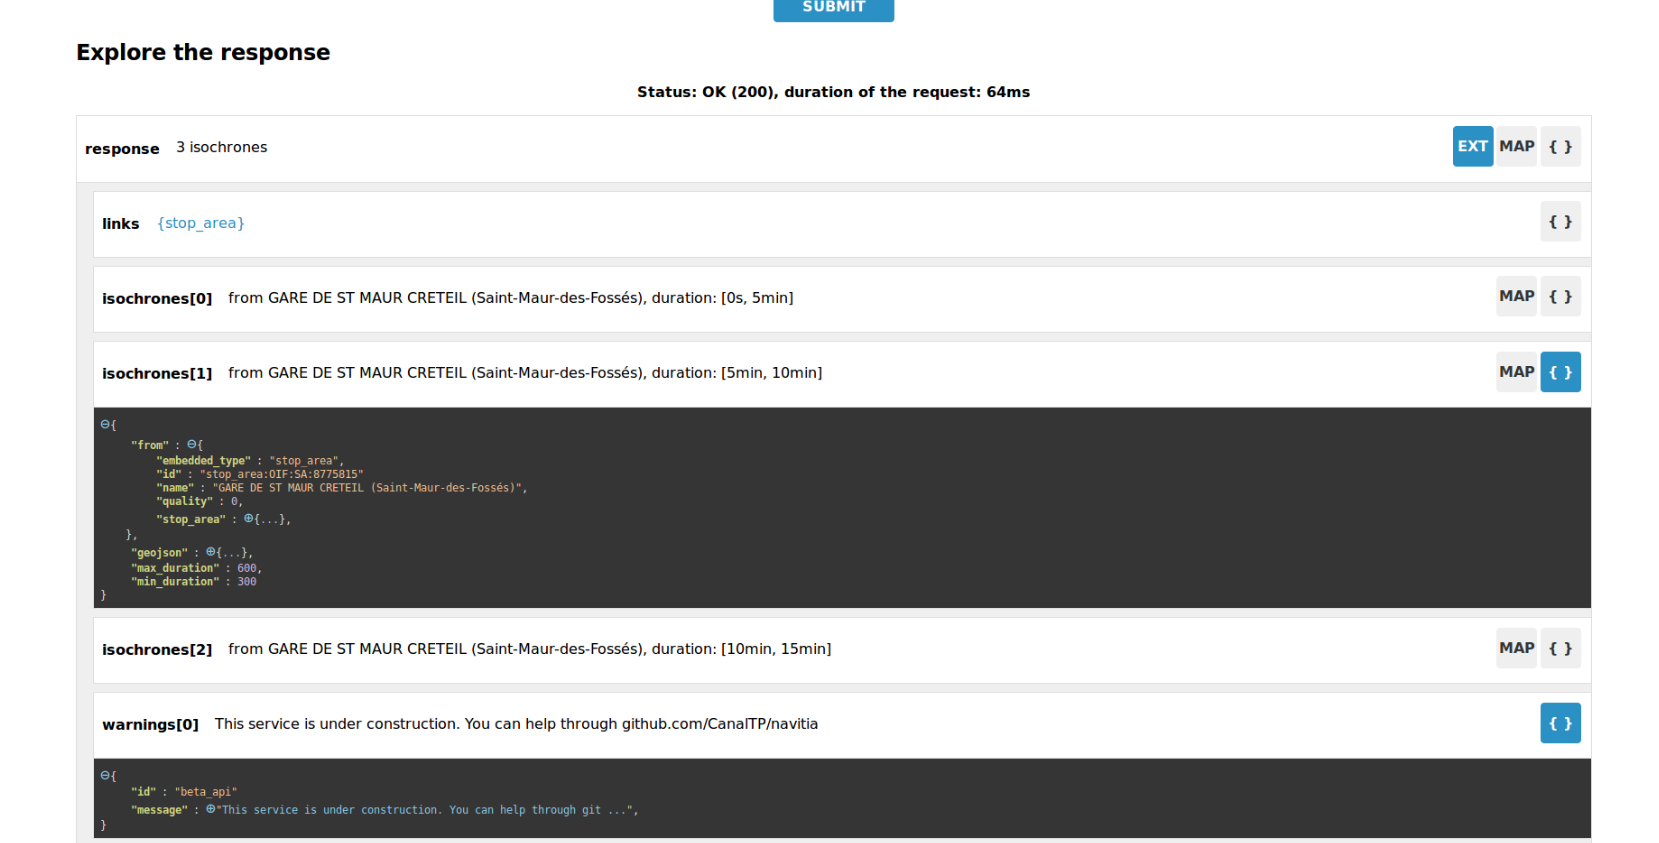 SUBMIT
Explore the response
Status: OK (200), duration of the request: 64ms
response 3 isochrones EXT MAP { }
links {stop_area} { }
isochrones[0] from GARE DE ST MAUR CRETEIL (Saint-Maur-des-Fossés), duration: [0s, 5min] MAP { }
isochrones[1] from GARE DE ST MAUR CRETEIL (Saint-Maur-des-Fossés), duration: [5min, 10min] MAP { }
⊖{
"from" : ⊖{
"embedded_type" : "stop_area",
"id" : "stop_area:OIF:SA:8775815"
"name" : "GARE DE ST MAUR CRETEIL (Saint-Maur-des-Fossés)",
"quality" : 0,
"stop_area" : ⊕{...},
},
"geojson" : ⊕{...},
"max_duration" : 600,
"min_duration" : 300
}
isochrones[2] from GARE DE ST MAUR CRETEIL (Saint-Maur-des-Fossés), duration: [10min, 15min] MAP { }
warnings[0] This service is under construction. You can help through github.com/CanalTP/navitia { }
⊖{
"id" : "beta_api"
"message" : ⊕"This service is under construction. You can help through git ...",
}